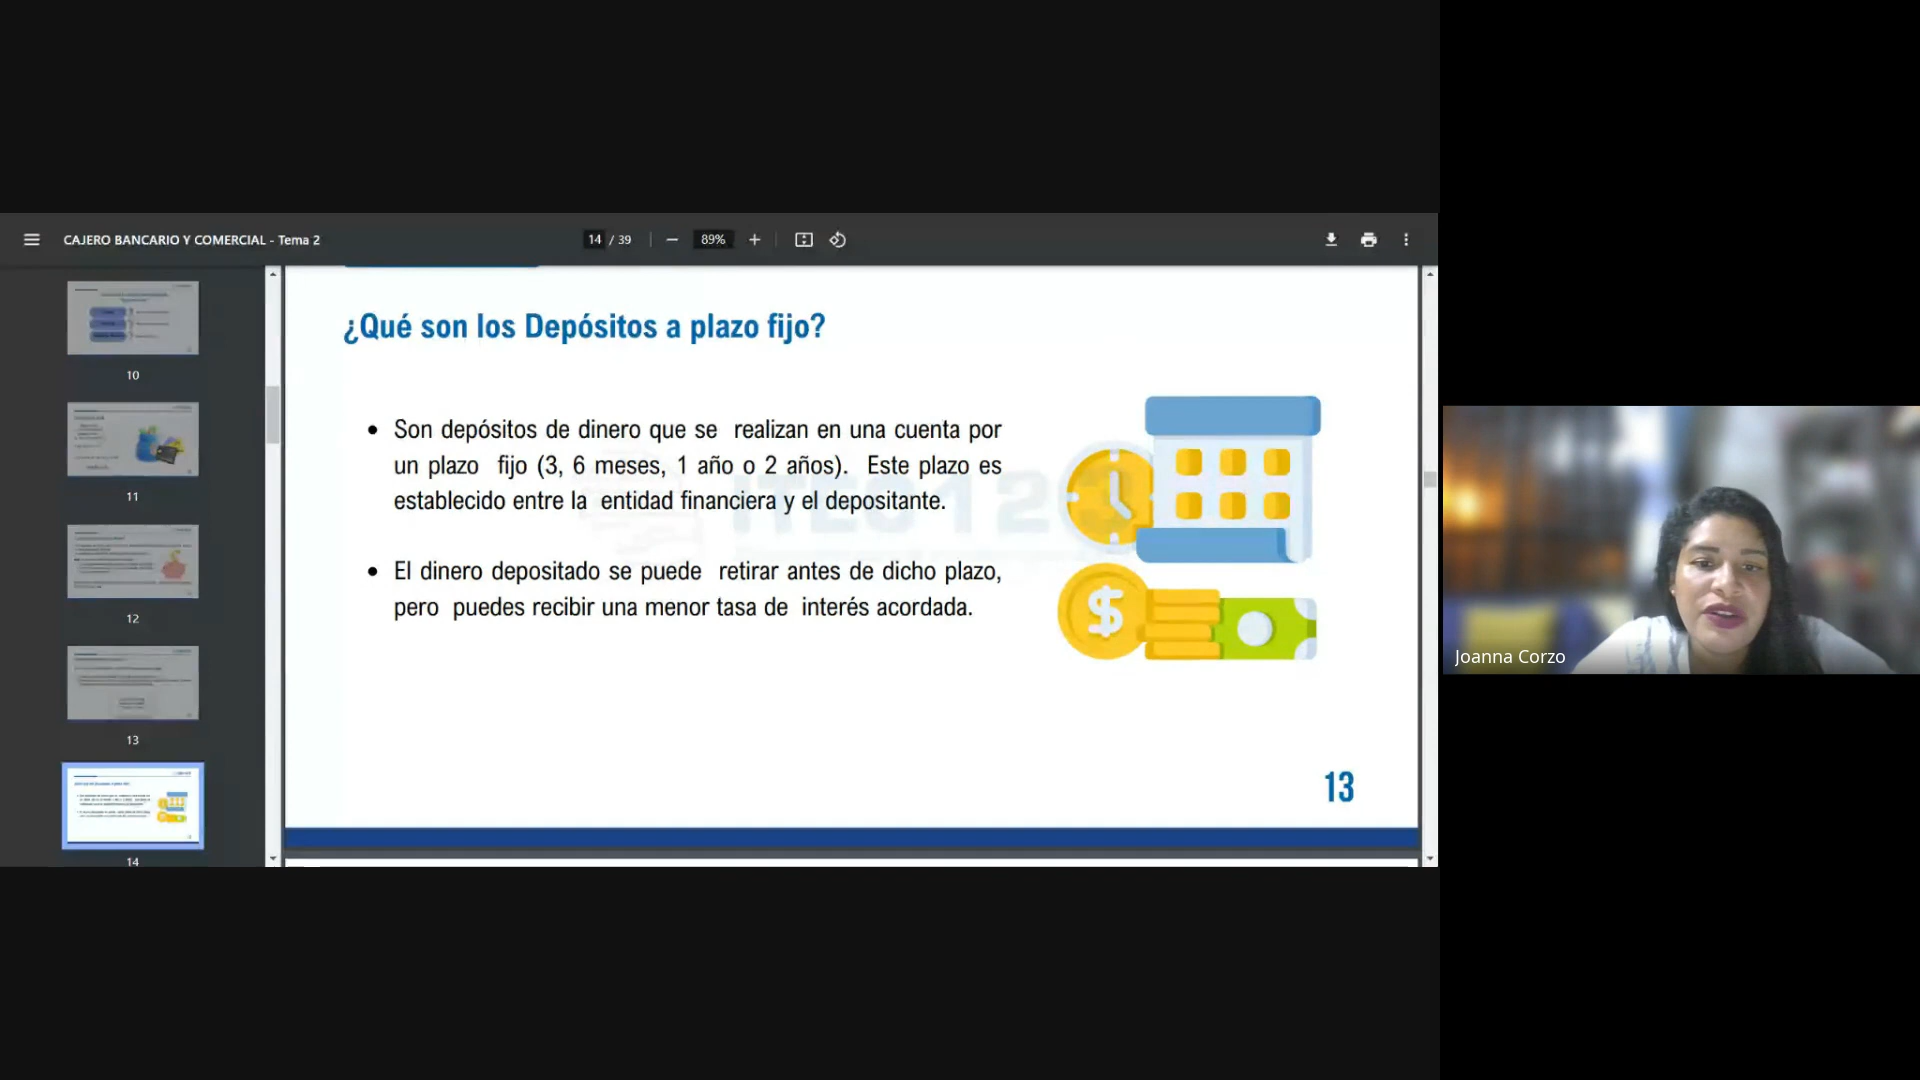 CAJERO BANCARIO Y COMERCIAL - Tema 2
14 / 39
89%
10
11
12
13
14
¿Qué son los Depósitos a plazo fijo?
• Son depósitos de dinero que se realizan en una cuenta por
un plazo fijo (3, 6 meses, 1 año o 2 años). Este plazo es
establecido entre la entidad financiera y el depositante.
• El dinero depositado se puede retirar antes de dicho plazo,
pero puedes recibir una menor tasa de interés acordada.
$
13
Joanna Corzo